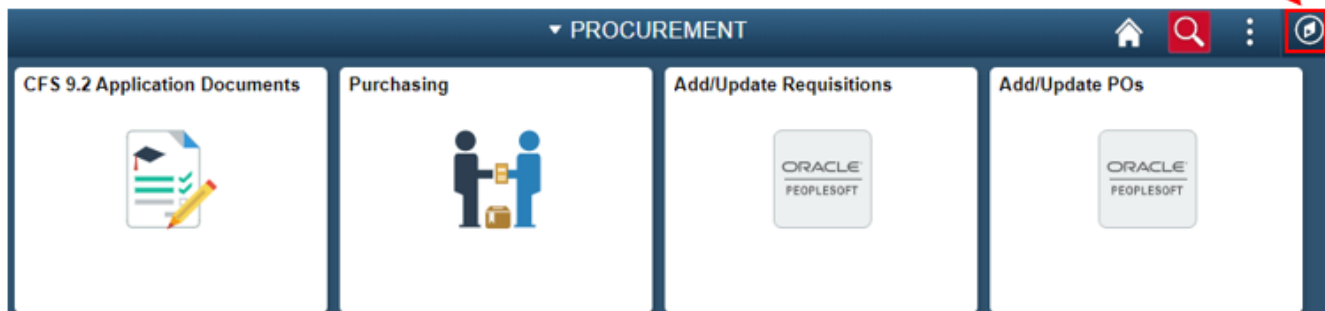 PROCUREMENT
CFS 9.2 Application Documents
Purchasing
Add/Update Requisitions
Add/Update POs
ORACLE
PEOPLESOFT
ORACLE
PEOPLESOFT